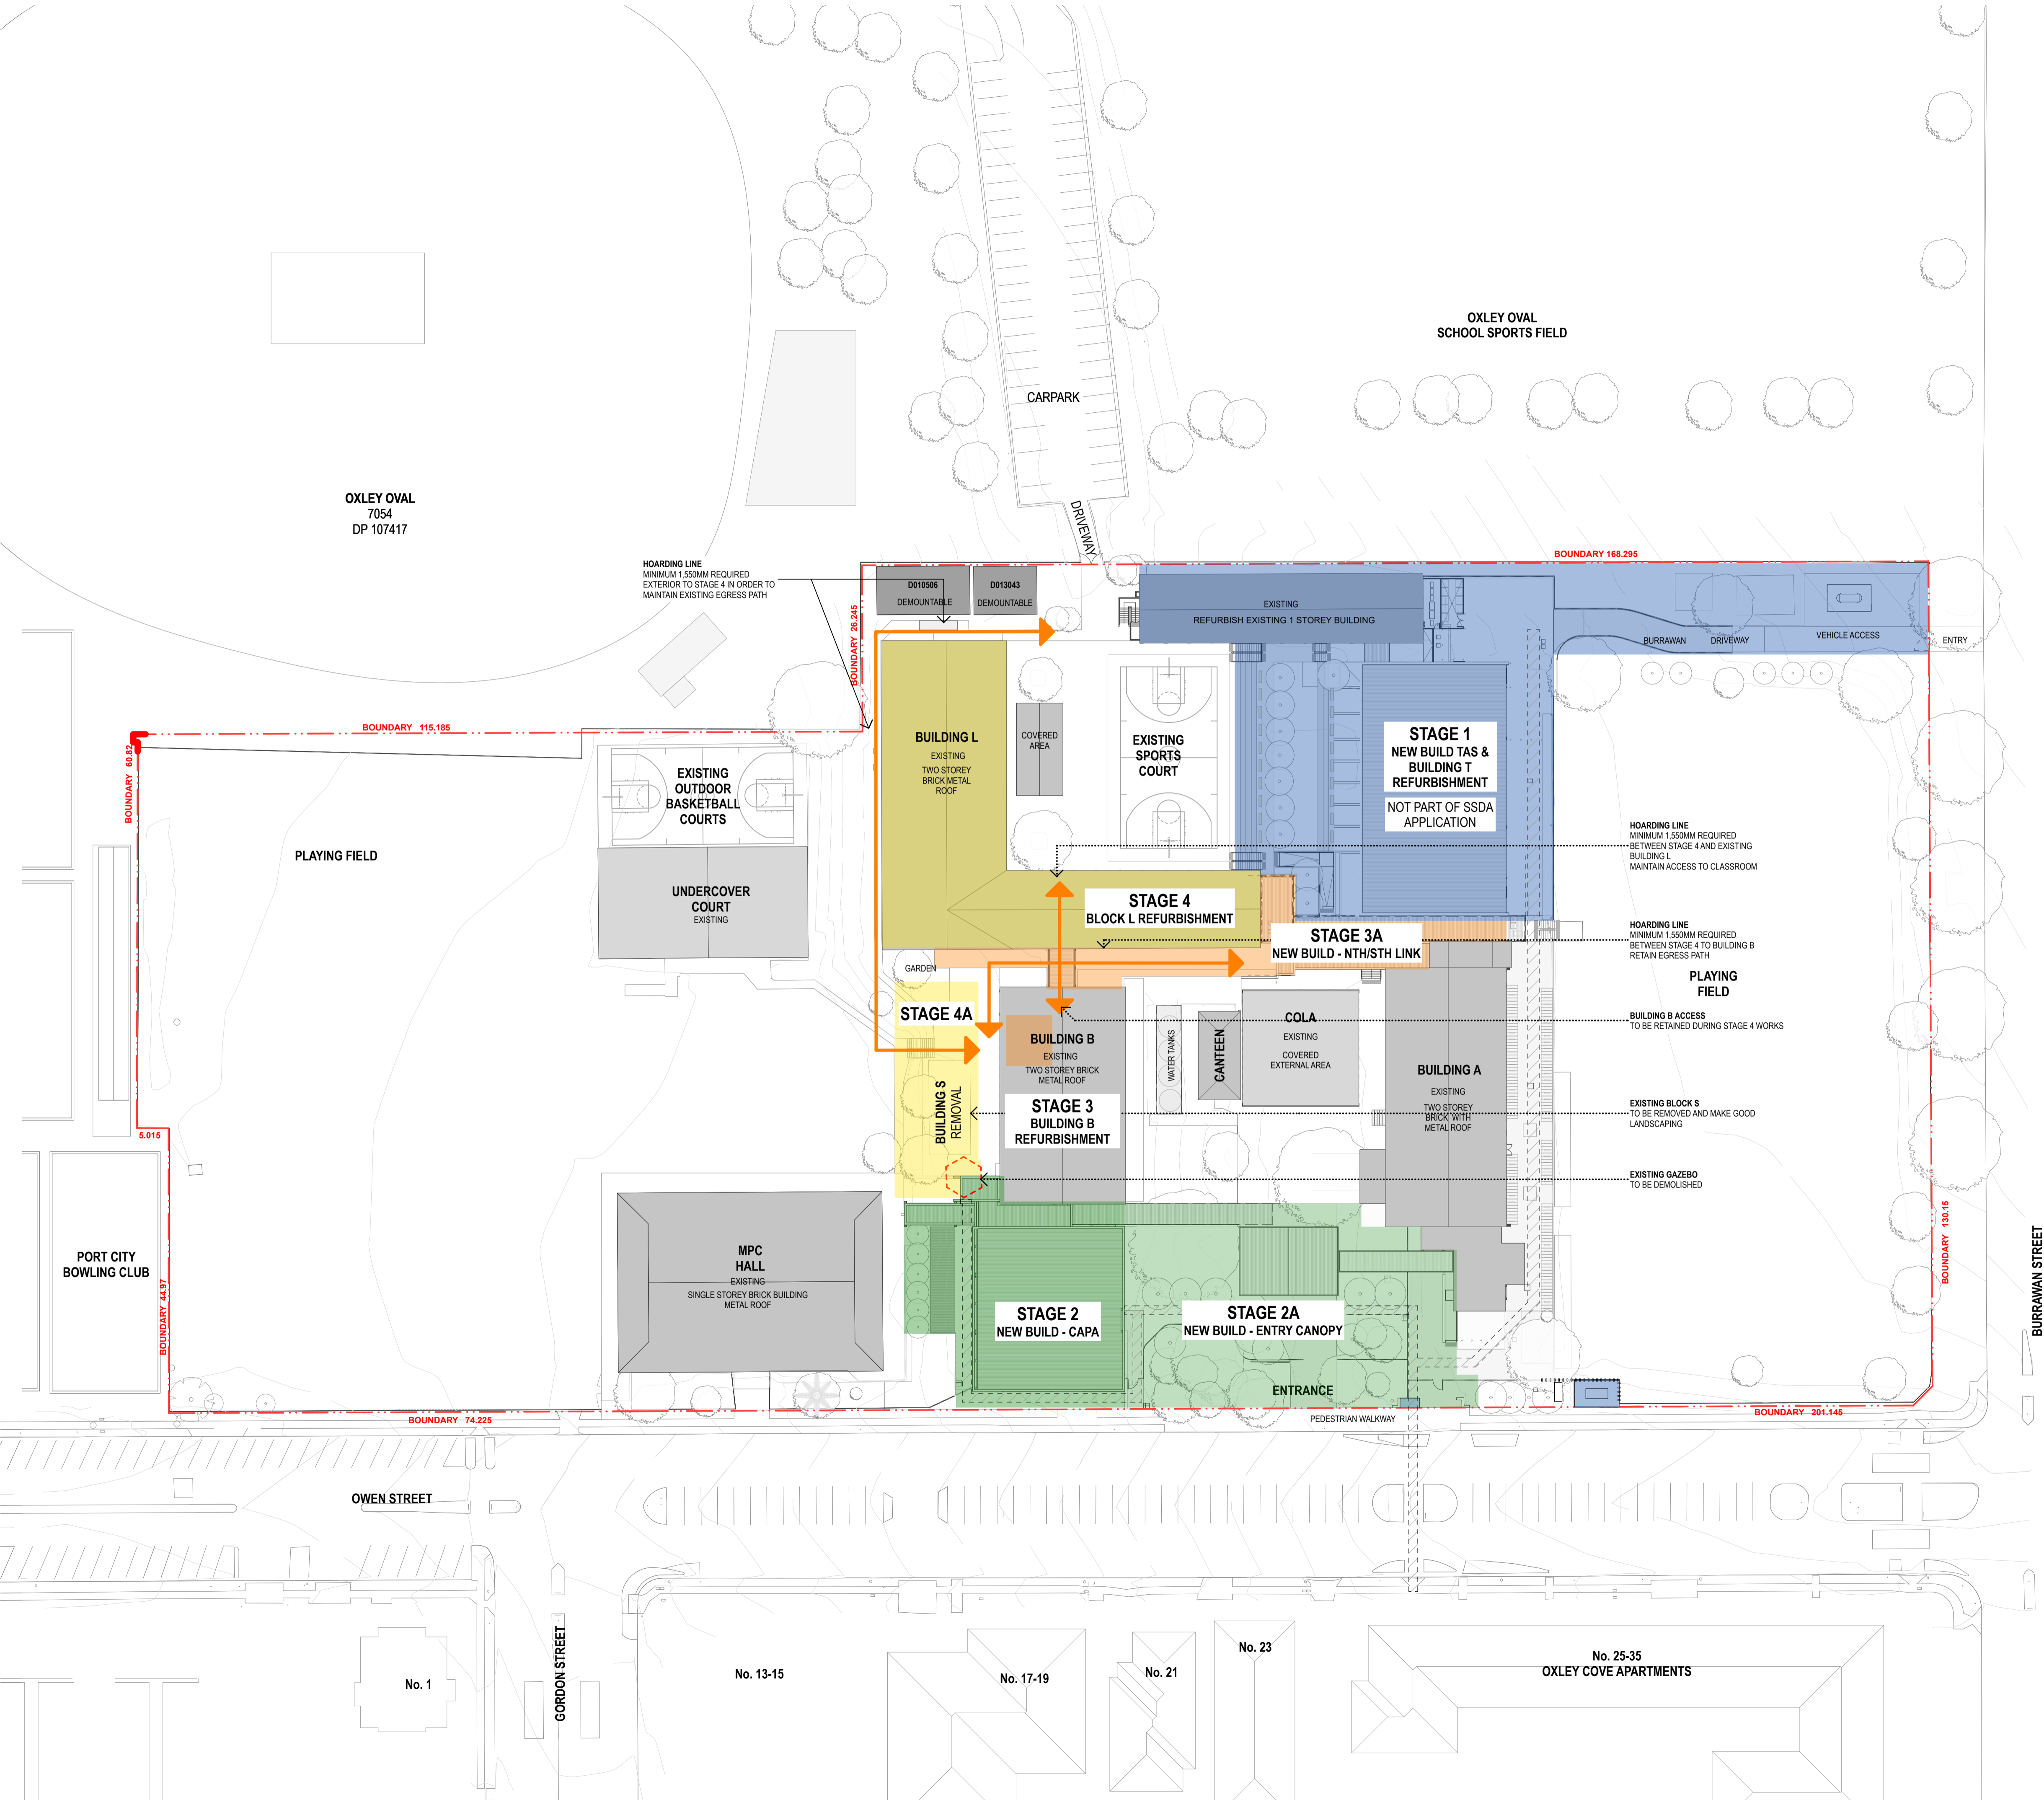 OXLEY OVAL
SCHOOL SPORTS FIELD
CARPARK
DRIVEWAY
OXLEY OVAL
7054
DP 107417
HOARDING LINE
MINIMUM 1,550MM REQUIRED
EXTERIOR TO STAGE 4 IN ORDER TO
MAINTAIN EXISTING EGRESS PATH
BOUNDARY 168.295
D010506
DEMOUNTABLE
D013043
DEMOUNTABLE
EXISTING
REFURBISH EXISTING 1 STOREY BUILDING
BURRAWAN
DRIVEWAY
VEHICLE ACCESS
ENTRY
BOUNDARY 26.245
BOUNDARY 115.185
BOUNDARY 60.82
BUILDING L
EXISTING
TWO STOREY
BRICK METAL
ROOF
COVERED
AREA
EXISTING
SPORTS
COURT
STAGE 1
NEW BUILD TAS &
BUILDING T
REFURBISHMENT
NOT PART OF SSDA
APPLICATION
EXISTING
OUTDOOR
BASKETBALL
COURTS
PLAYING FIELD
UNDERCOVER
COURT
EXISTING
HOARDING LINE
MINIMUM 1,550MM REQUIRED
BETWEEN STAGE 4 AND EXISTING
BUILDING L
MAINTAIN ACCESS TO CLASSROOM
STAGE 4
BLOCK L REFURBISHMENT
STAGE 3A
NEW BUILD - NTH/STH LINK
HOARDING LINE
MINIMUM 1,550MM REQUIRED
BETWEEN STAGE 4 TO BUILDING B
RETAIN EGRESS PATH
GARDEN
PLAYING
FIELD
STAGE 4A
BUILDING B
EXISTING
TWO STOREY BRICK
METAL ROOF
WATER TANKS
CANTEEN
COLA
EXISTING
COVERED
EXTERNAL AREA
BUILDING A
EXISTING
TWO STOREY
BRICK WITH
METAL ROOF
BUILDING B ACCESS
TO BE RETAINED DURING STAGE 4 WORKS
BUILDING S
REMOVAL
STAGE 3
BUILDING B
REFURBISHMENT
EXISTING BLOCK S
TO BE REMOVED AND MAKE GOOD
LANDSCAPING
5.015
EXISTING GAZEBO
TO BE DEMOLISHED
BOUNDARY 130.15
BURRAWAN STREET
PORT CITY
BOWLING CLUB
BOUNDARY 44.97
MPC
HALL
EXISTING
SINGLE STOREY BRICK BUILDING
METAL ROOF
STAGE 2
NEW BUILD - CAPA
STAGE 2A
NEW BUILD - ENTRY CANOPY
ENTRANCE
PEDESTRIAN WALKWAY
BOUNDARY 74.225
BOUNDARY 201.145
OWEN STREET
GORDON STREET
No. 1
No. 13-15
No. 17-19
No. 21
No. 23
No. 25-35
OXLEY COVE APARTMENTS